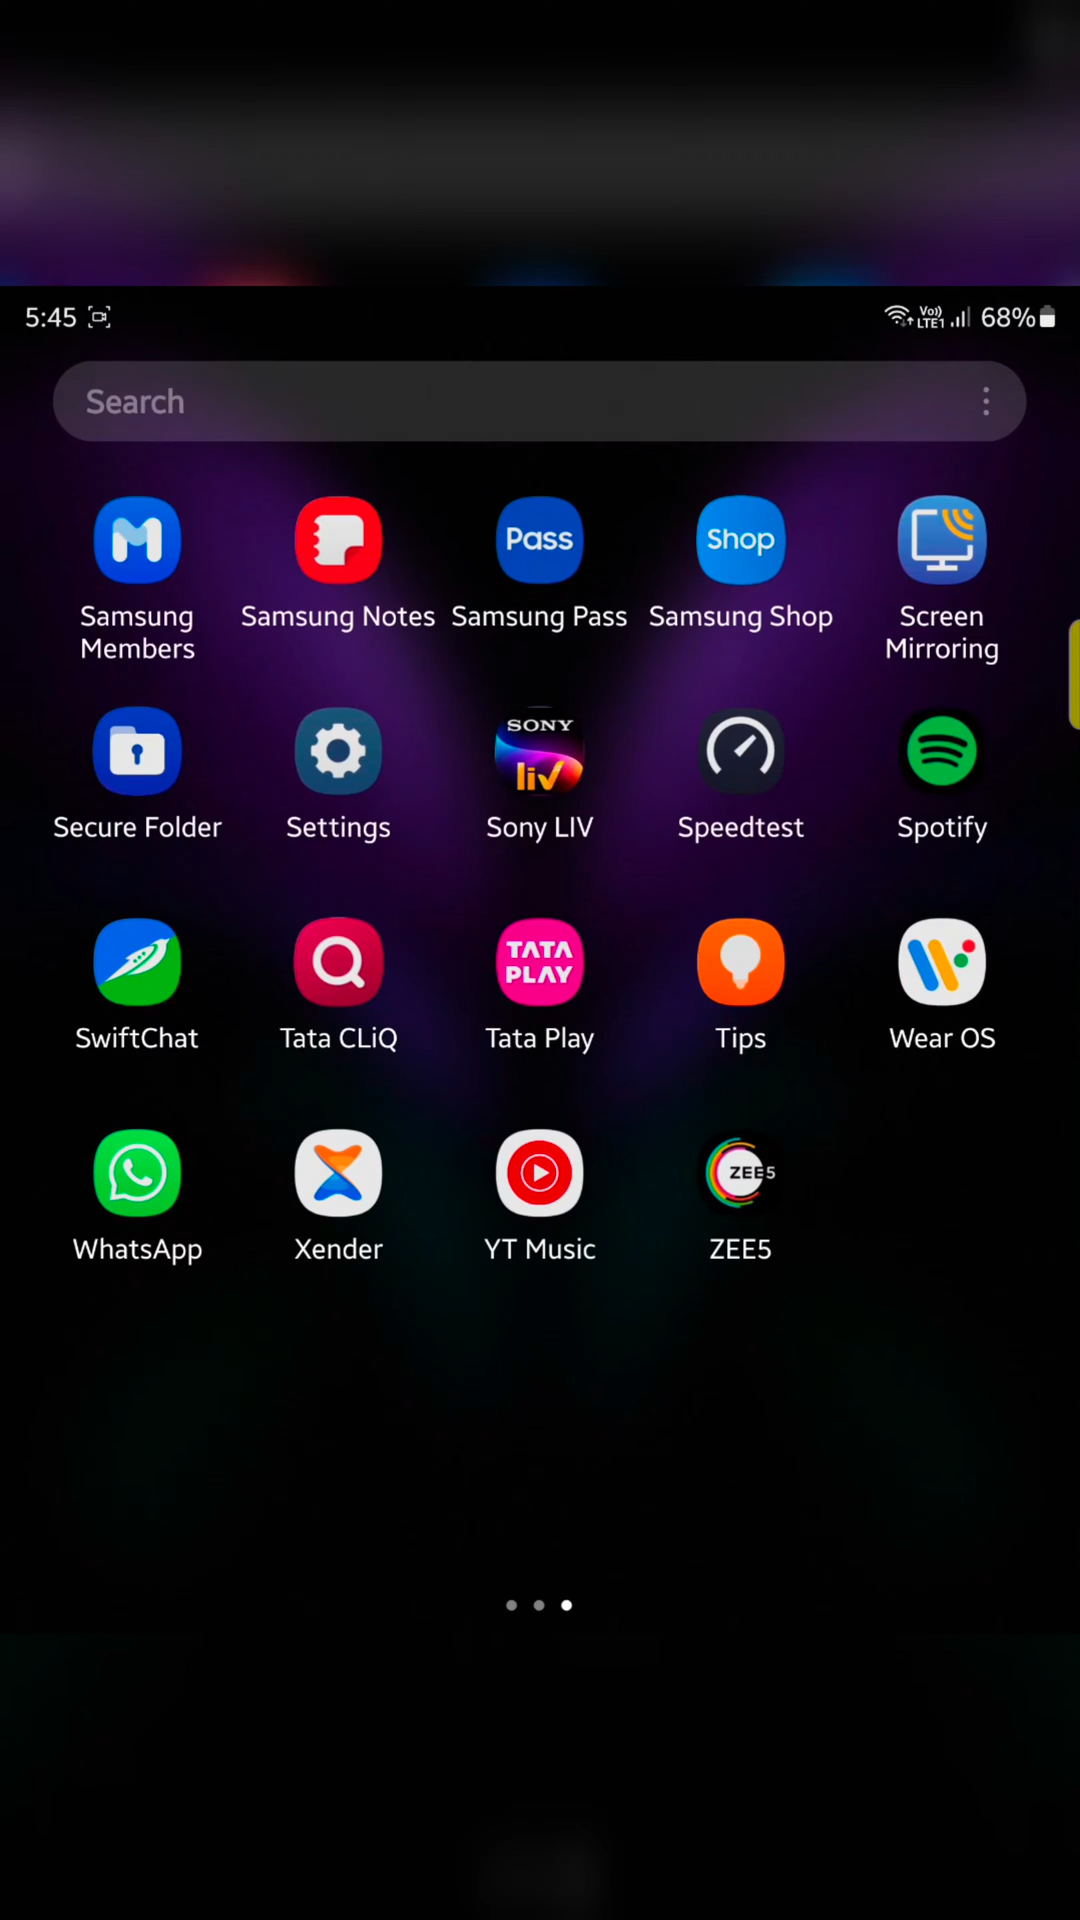 5:45
Vo))
LTE1
68%
Search
Pass
Shop
Samsung
Members
Samsung Notes
Samsung Pass
Samsung Shop
Screen
Mirroring
SONY
liv
Secure Folder
Settings
Sony LIV
Speedtest
Spotify
TATA
PLAY
SwiftChat
Tata CLiQ
Tata Play
Tips
Wear OS
ZEE5
WhatsApp
Xender
YT Music
ZEE5